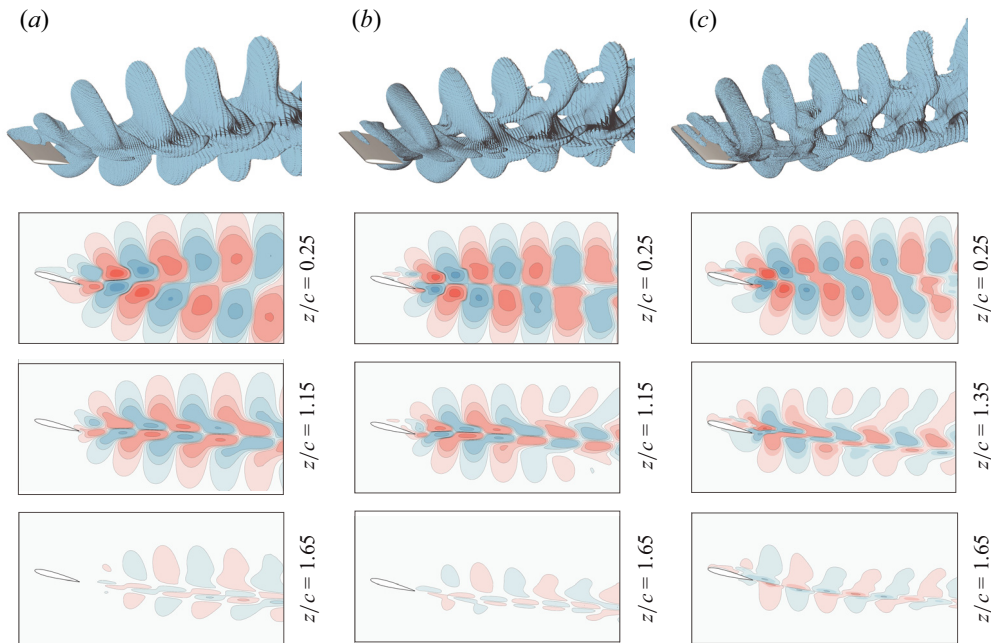 (a) (b) (c)
z/c = 0.25 z/c = 0.25 z/c = 0.25
z/c = 1.15 z/c = 1.15 z/c = 1.35
z/c = 1.65 z/c = 1.65 z/c = 1.65